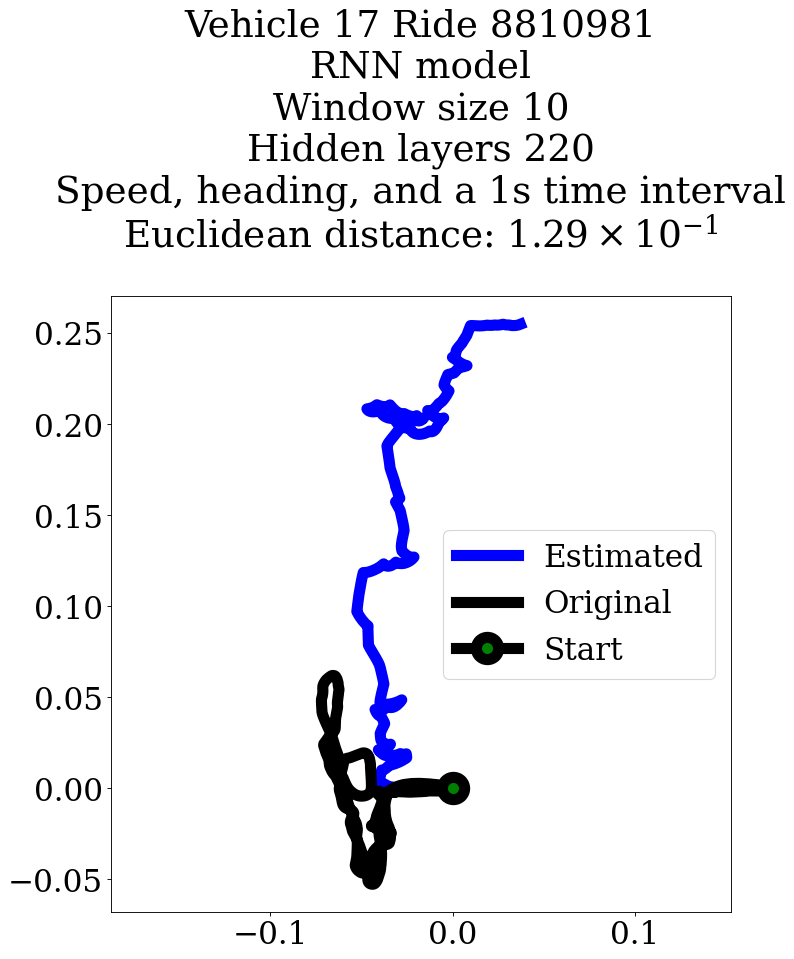 Vehicle 17 Ride 8810981
RNN model
Window size 10
Hidden layers 220
Speed, heading, and a 1s time interval
Euclidean distance: 1.29 × 10⁻¹
0.25
0.20
0.15
0.10
0.05
0.00
−0.05
Estimated
Original
Start
−0.1
0.0
0.1